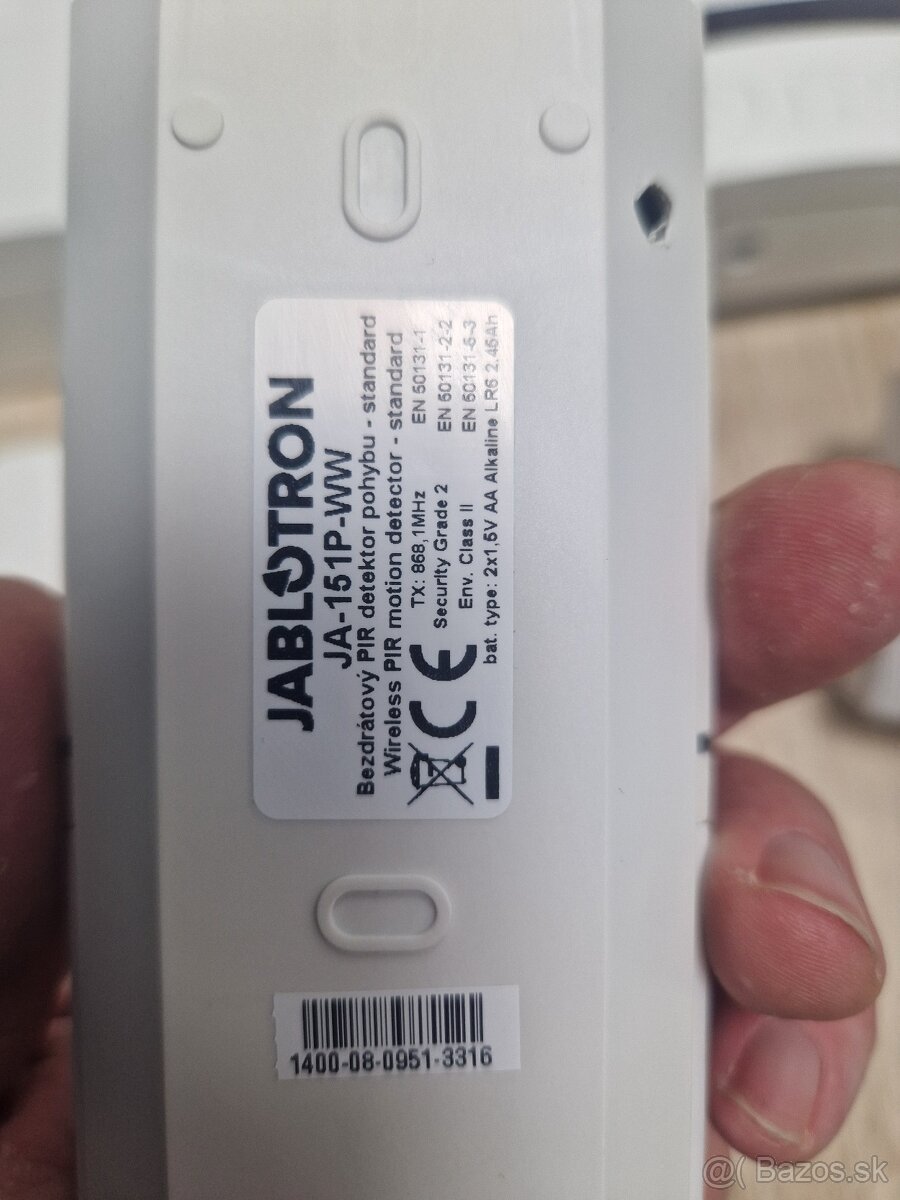 JABLOTRON
JA-151P-WW
Bezdrátový PIR detektor pohybu - standard
Wireless PIR motion detector - standard
TX: 868,1MHz EN 50131-1
Security Grade 2 EN 50131-2-2
Env. Class II EN 50131-5-3
CE
bat. type: 2x1,5V AA Alkaline LR6 2.45Ah
1400-08-0951-3316
@( Bazos.sk